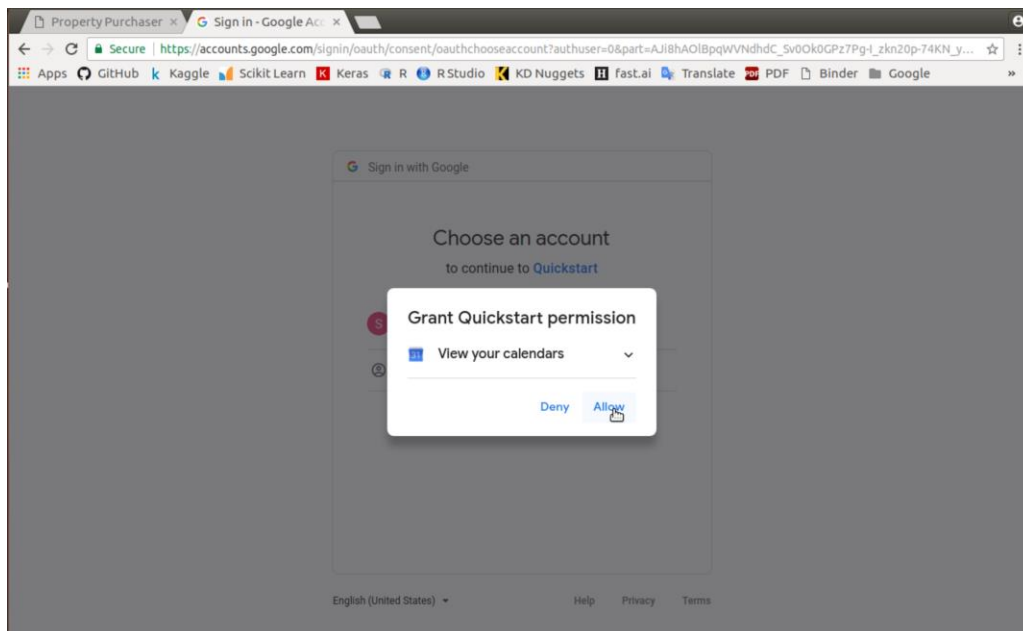 Property Purchaser
Sign in - Google Acc
Secure https://accounts.google.com/signin/oauth/consent/oauthchooseaccount?authuser=0&part=AJi8hAOlBpqWVNdhdC_Sv0Ok0GPz7Pg-I_zkn20p-74KN_y...
Apps GitHub k Kaggle Scikit Learn K Keras R R Studio KD Nuggets H fast.ai Translate PDF PDF Binder Google »
G Sign in with Google
Choose an account
to continue to Quickstart
S
Grant Quickstart permission
31 View your calendars
Deny Allow
English (United States) Help Privacy Terms